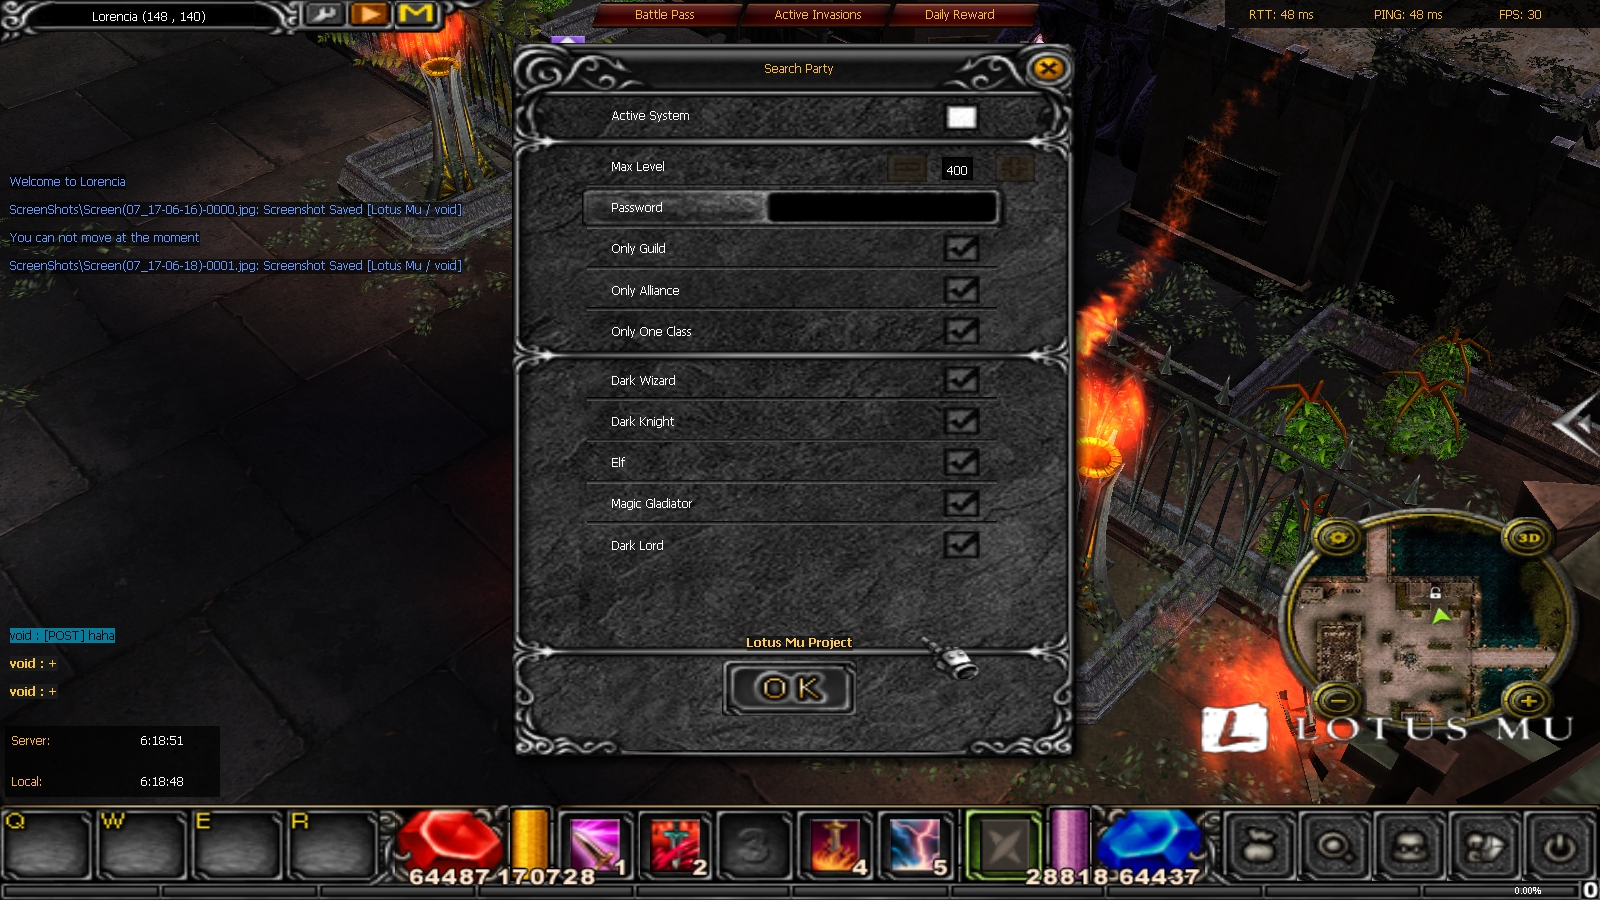 Lorencia (148 , 140)
Battle Pass
Active Invasions
Daily Reward
RTT: 48 ms
PING: 48 ms
FPS: 30
Search Party
Active System
Max Level
400
Password
Only Guild
Only Alliance
Only One Class
Dark Wizard
Dark Knight
Elf
Magic Gladiator
Dark Lord
Lotus Mu Project
OK
Welcome to Lorencia
ScreenShots\Screen(07_17-06-16)-0000.jpg: Screenshot Saved [Lotus Mu / void]
You can not move at the moment
ScreenShots\Screen(07_17-06-18)-0001.jpg: Screenshot Saved [Lotus Mu / void]
void : [POST] haha
void : +
void : +
Server: 6:18:51
Local: 6:18:48
3D
L LOTUS MU
Q W E R
1 2 3 4 5
64487 170728
28818 64437
0.00%
0